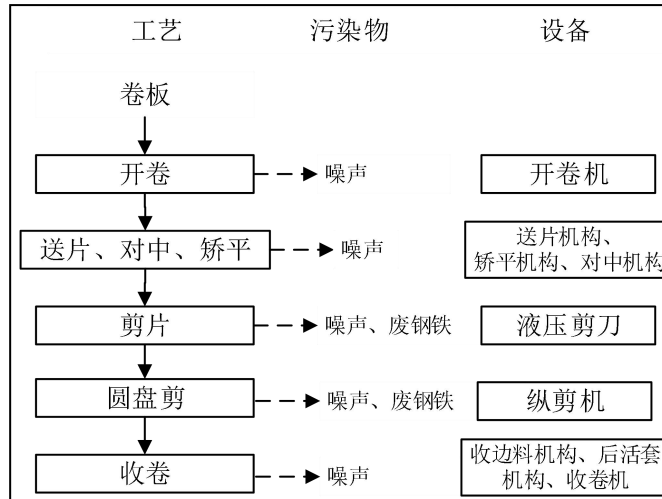 工艺 污染物 设备
卷板
开卷 噪声 开卷机
送片、对中、矫平 噪声 送片机构、
矫平机构、对中机构
剪片 噪声、废钢铁 液压剪刀
圆盘剪 噪声、废钢铁 纵剪机
收卷 噪声 收边料机构、后活套
机构、收卷机